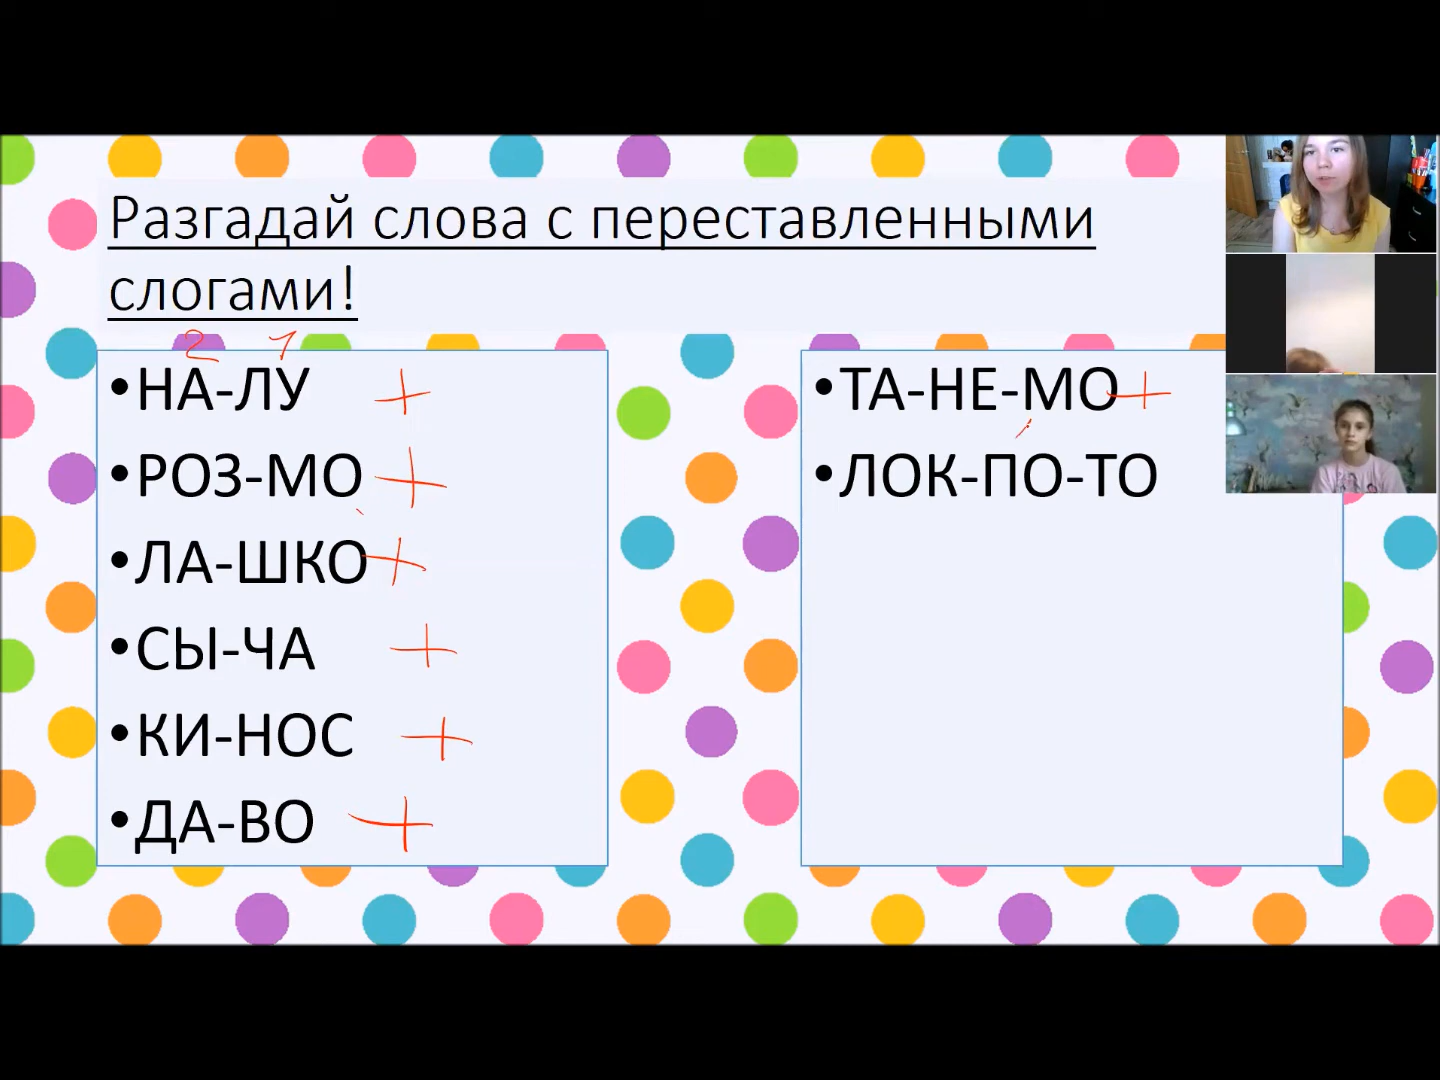 Разгадай слова с переставленными
слогами!
2 1
•НА-ЛУ +
•РОЗ-МО +
•ЛА-ШКО +
•СЫ-ЧА +
•КИ-НОС +
•ДА-ВО +
•ТА-НЕ-МО +
•ЛОК-ПО-ТО